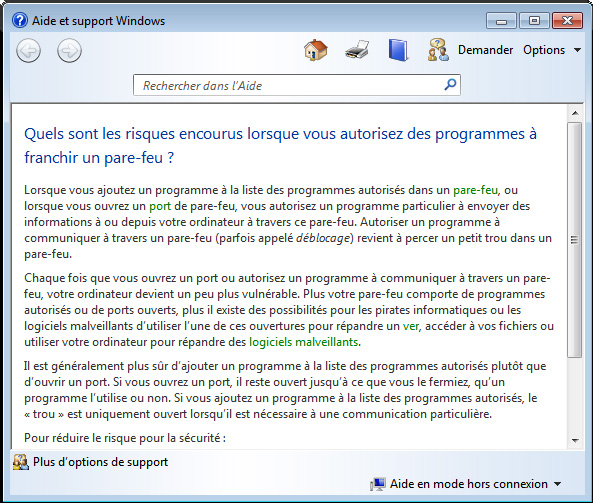 Aide et support Windows
Demander Options
Rechercher dans l'Aide
Quels sont les risques encourus lorsque vous autorisez des programmes à
franchir un pare-feu ?
Lorsque vous ajoutez un programme à la liste des programmes autorisés dans un pare-feu, ou
lorsque vous ouvrez un port de pare-feu, vous autorisez un programme particulier à envoyer des
informations à ou depuis votre ordinateur à travers ce pare-feu. Autoriser un programme à
communiquer à travers un pare-feu (parfois appelé déblocage) revient à percer un petit trou dans un
pare-feu.
Chaque fois que vous ouvrez un port ou autorisez un programme à communiquer à travers un pare-
feu, votre ordinateur devient un peu plus vulnérable. Plus votre pare-feu comporte de programmes
autorisés ou de ports ouverts, plus il existe des possibilités pour les pirates informatiques ou les
logiciels malveillants d'utiliser l'une de ces ouvertures pour répandre un ver, accéder à vos fichiers ou
utiliser votre ordinateur pour répandre des logiciels malveillants.
Il est généralement plus sûr d'ajouter un programme à la liste des programmes autorisés plutôt que
d'ouvrir un port. Si vous ouvrez un port, il reste ouvert jusqu'à ce que vous le fermiez, qu'un
programme l'utilise ou non. Si vous ajoutez un programme à la liste des programmes autorisés, le
« trou » est uniquement ouvert lorsqu'il est nécessaire à une communication particulière.
Pour réduire le risque pour la sécurité :
Plus d'options de support
Aide en mode hors connexion